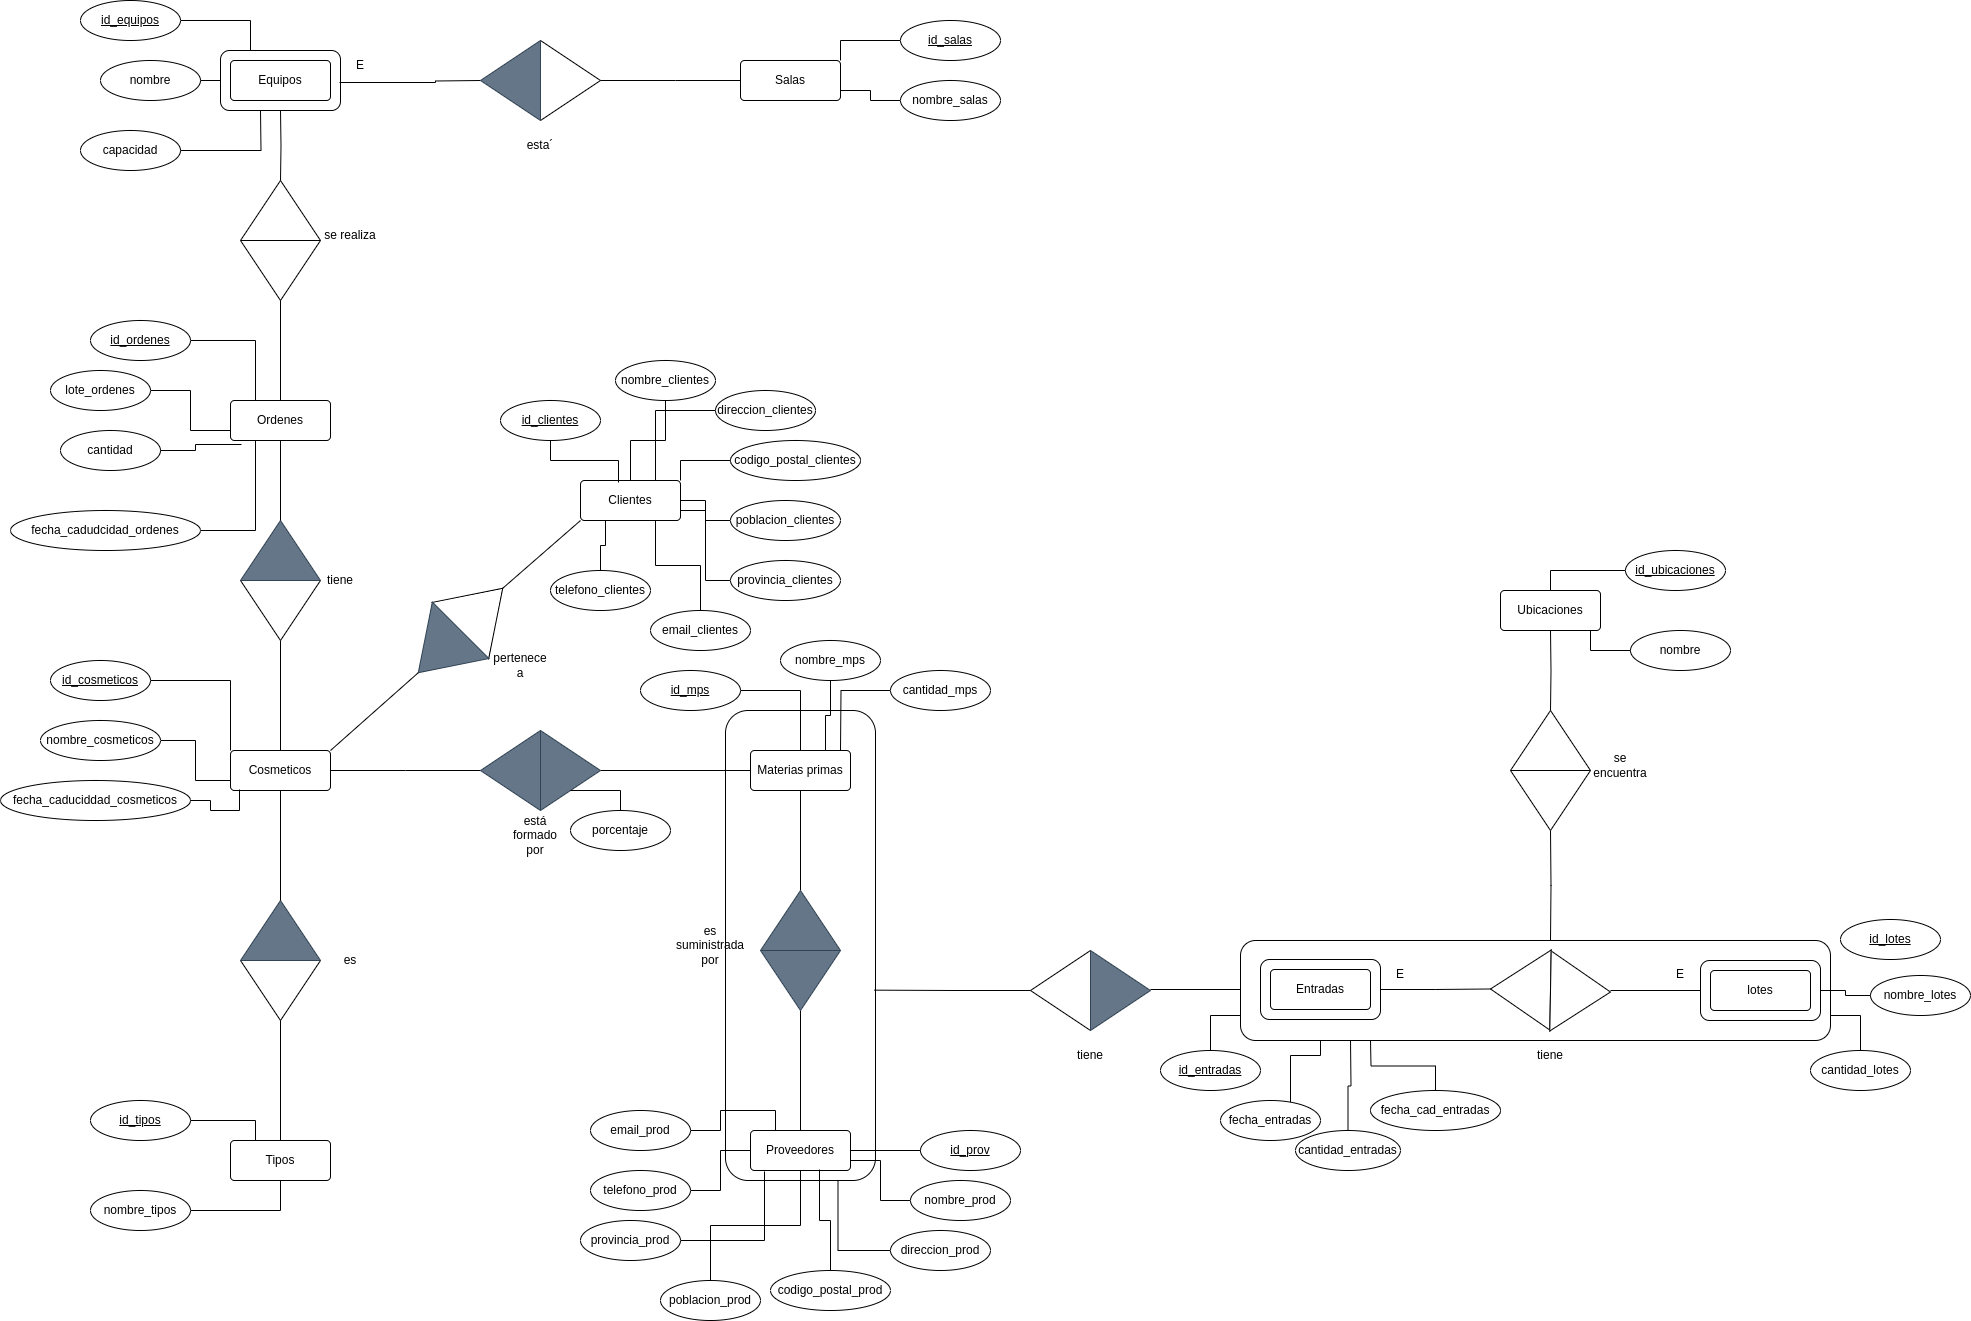 id_equipos
nombre
Equipos
capacidad
E
esta´
Salas
id_salas
nombre_salas
se realiza
id_ordenes
lote_ordenes
Ordenes
cantidad
fecha_cadudcidad_ordenes
tiene
nombre_clientes
direccion_clientes
id_clientes
codigo_postal_clientes
Clientes
poblacion_clientes
provincia_clientes
telefono_clientes
email_clientes
pertenece
a
id_ubicaciones
Ubicaciones
nombre
id_cosmeticos
nombre_cosmeticos
Cosmeticos
fecha_caduciddad_cosmeticos
nombre_mps
id_mps
cantidad_mps
Materias primas
está
formado
por
porcentaje
se
encuentra
es
es
suministrada
por
tiene
Entradas
E
E
lotes
id_lotes
nombre_lotes
tiene
cantidad_lotes
id_entradas
fecha_entradas
cantidad_entradas
fecha_cad_entradas
id_tipos
Tipos
nombre_tipos
email_prod
Proveedores
id_prov
telefono_prod
nombre_prod
provincia_prod
direccion_prod
poblacion_prod
codigo_postal_prod